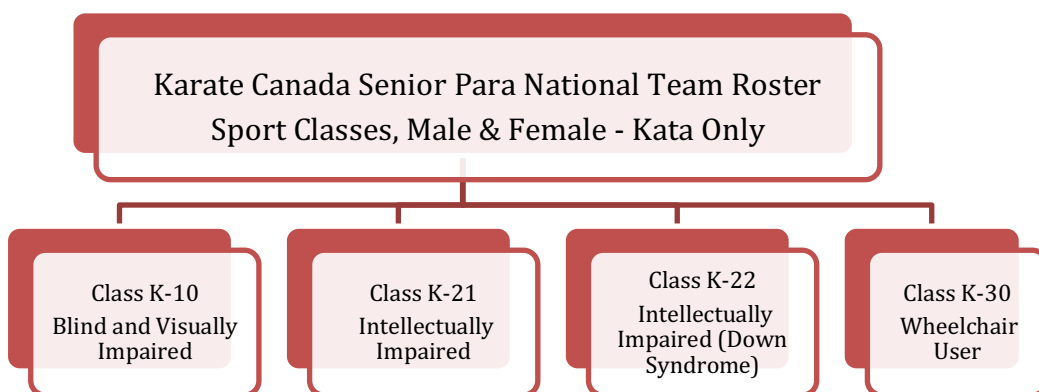 Karate Canada Senior Para National Team Roster
Sport Classes, Male & Female - Kata Only
Class K-10
Blind and Visually
Impaired
Class K-21
Intellectually
Impaired
Class K-22
Intellectually
Impaired (Down
Syndrome)
Class K-30
Wheelchair
User